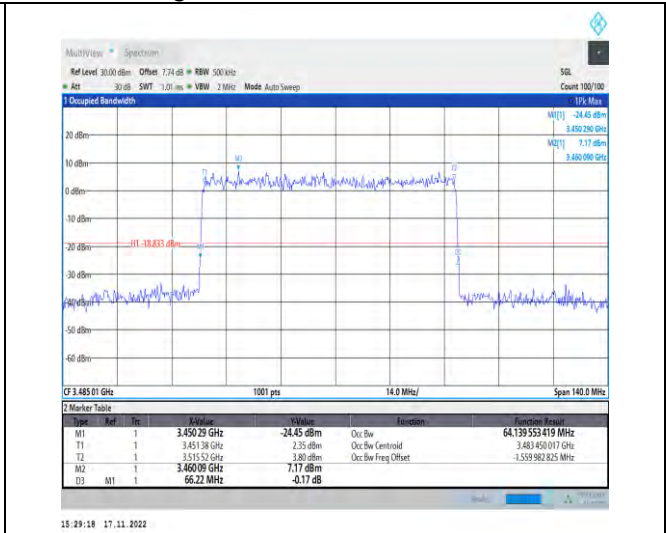 MultiView Spectrum
Ref Level 30.00 dBm Offset 7.74 dB RBW 500 kHz SGL
Att 30 dB SWT 1.01 ms VBW 2 MHz Mode Auto Sweep Count 100/100
1 Occupied Bandwidth 1Pk Max
M1[1] -24.45 dBm
3.450 290 GHz
20 dBm
M2[1] 7.17 dBm
3.460 090 GHz
10 dBm
M2
T1
T2
0 dBm
-10 dBm
H1 -18.833 dBm
-20 dBm
M1
D3
-30 dBm
-40 dBm
-50 dBm
-60 dBm
CF 3.485 01 GHz 1001 pts 14.0 MHz/ Span 140.0 MHz
2 Marker Table
Type Ref Trc X-Value Y-Value Function Function Result
M1 1 3.450 29 GHz -24.45 dBm Occ Bw 64.139 553 419 MHz
T1 1 3.451 38 GHz 2.35 dBm Occ Bw Centroid 3.483 450 017 GHz
T2 1 3.515 52 GHz 3.80 dBm Occ Bw Freq Offset -1.559 982 825 MHz
M2 1 3.460 09 GHz 7.17 dBm
D3 M1 1 66.22 MHz -0.17 dB
15:29:18 17.11.2022